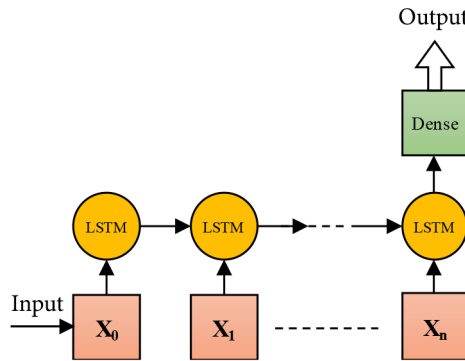 Output
Dense
LSTM LSTM LSTM
Input
X₀ X₁ Xₙ